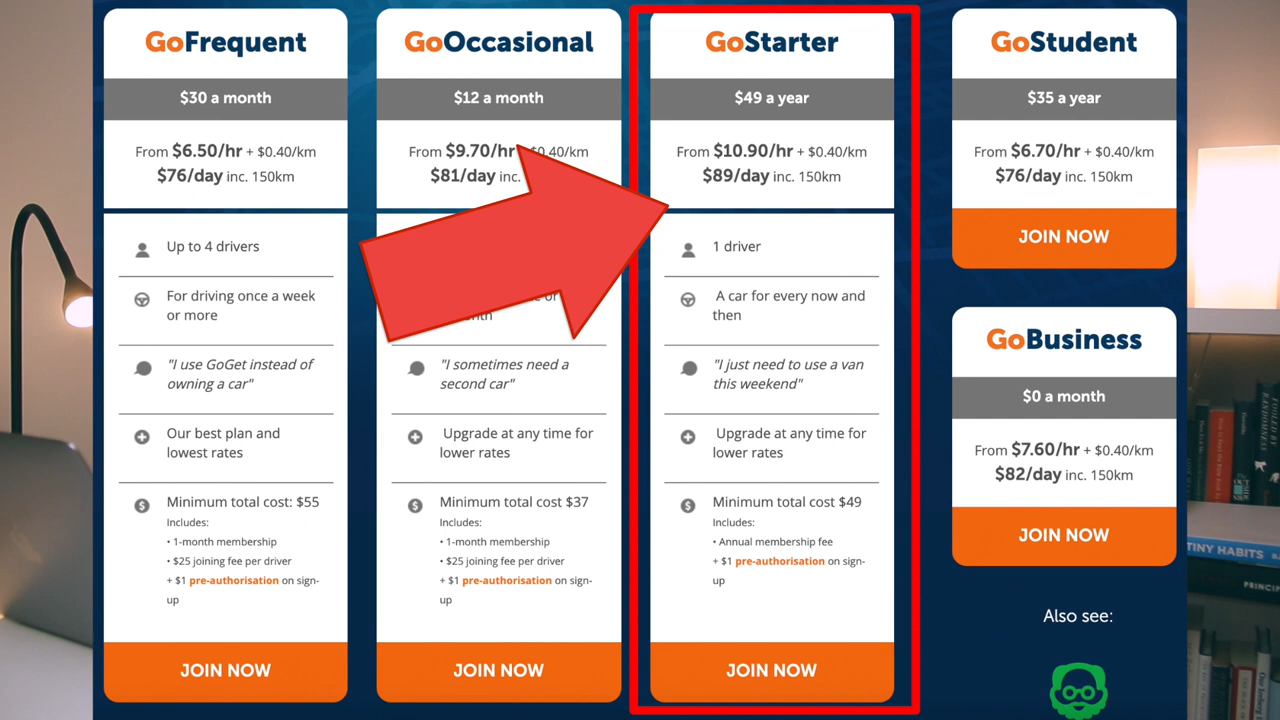 GoFrequent
$30 a month
From $6.50/hr + $0.40/km
$76/day inc. 150km
Up to 4 drivers
For driving once a week
or more
"I use GoGet instead of
owning a car"
Our best plan and
lowest rates
Minimum total cost: $55
Includes:
• 1-month membership
• $25 joining fee per driver
+ $1 pre-authorisation on sign-
up
JOIN NOW
GoOccasional
$12 a month
From $9.70/hr $0.40/km
$81/day inc.
"I sometimes need a
second car"
Upgrade at any time for
lower rates
Minimum total cost $37
Includes:
• 1-month membership
• $25 joining fee per driver
+ $1 pre-authorisation on sign-
up
JOIN NOW
GoStarter
$49 a year
From $10.90/hr + $0.40/km
$89/day inc. 150km
1 driver
A car for every now and
then
"I just need to use a van
this weekend"
Upgrade at any time for
lower rates
Minimum total cost $49
Includes:
• Annual membership fee
+ $1 pre-authorisation on sign-
up
JOIN NOW
GoStudent
$35 a year
From $6.70/hr + $0.40/km
$76/day inc. 150km
JOIN NOW
GoBusiness
$0 a month
From $7.60/hr + $0.40/km
$82/day inc. 150km
JOIN NOW
Also see:
TINY HABITS